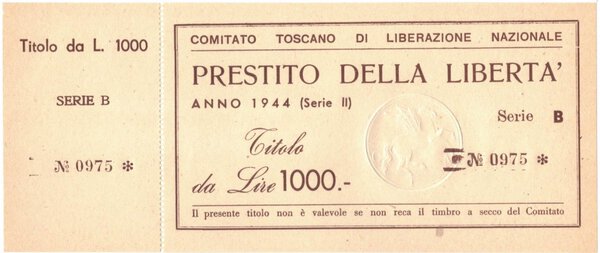 Titolo da L. 1000
SERIE B
№ 0975 *
COMITATO TOSCANO DI LIBERAZIONE NAZIONALE
PRESTITO DELLA LIBERTA'
ANNO 1944 (Serie II)
Serie B
Titolo
da Lire 1000.-
№ 0975 *
Il presente titolo non è valevole se non reca il timbro a secco del Comitato